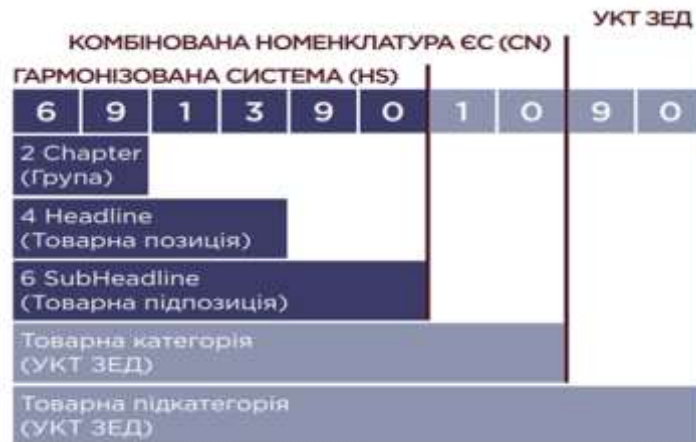 УКТ ЗЕД
КОМБІНОВАНА НОМЕНКЛАТУРА ЄС (CN)
ГАРМОНІЗОВАНА СИСТЕМА (HS)
6 9 1 3 9 0 1 0 9 0
2 Chapter
(Група)
4 Headline
(Товарна позиція)
6 SubHeadline
(Товарна підпозиція)
Товарна категорія
(УКТ ЗЕД)
Товарна підкатегорія
(УКТ ЗЕД)